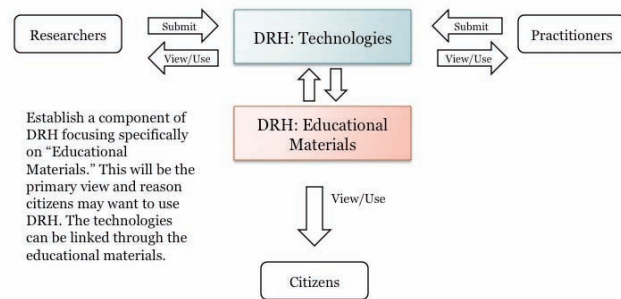 Submit
Submit
Researchers
DRH: Technologies
Practitioners
View/Use
View/Use
Establish a component of
DRH focusing specifically
on “Educational
Materials.” This will be the
primary view and reason
citizens may want to use
DRH. The technologies
can be linked through the
educational materials.
DRH: Educational
Materials
View/Use
Citizens